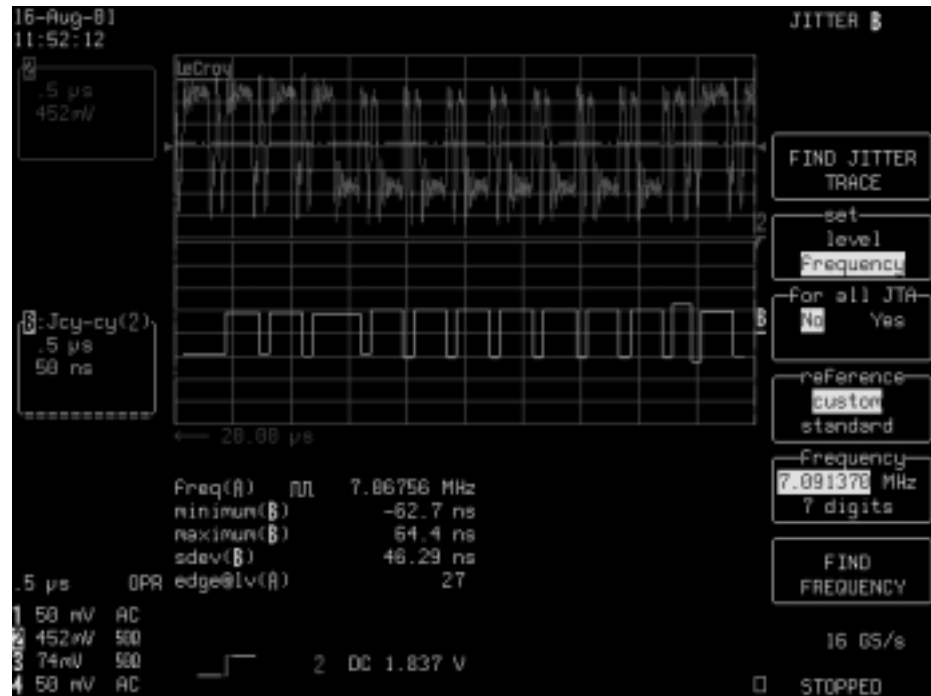 16-Aug-01
11:52:12
JITTER B
2
.5 µs
452mV
LeCroy
FIND JITTER
TRACE
set
level
Frequency
for all JTA
No Yes
2
B:Jcy-cy(2)
.5 µs
50 ns
B
reference
custom
standard
← 20.00 µs
Frequency
7.091370 MHz
7 digits
freq(A) 7.06756 MHz
minimum(B) -62.7 ns
maximum(B) 64.4 ns
sdev(B) 46.29 ns
edge@lv(A) 27
FIND
FREQUENCY
.5 µs OPR
1 50 mV AC
2 452mV 50Ω
3 74mV 50Ω
4 50 mV AC
2 DC 1.837 V
16 GS/s
STOPPED